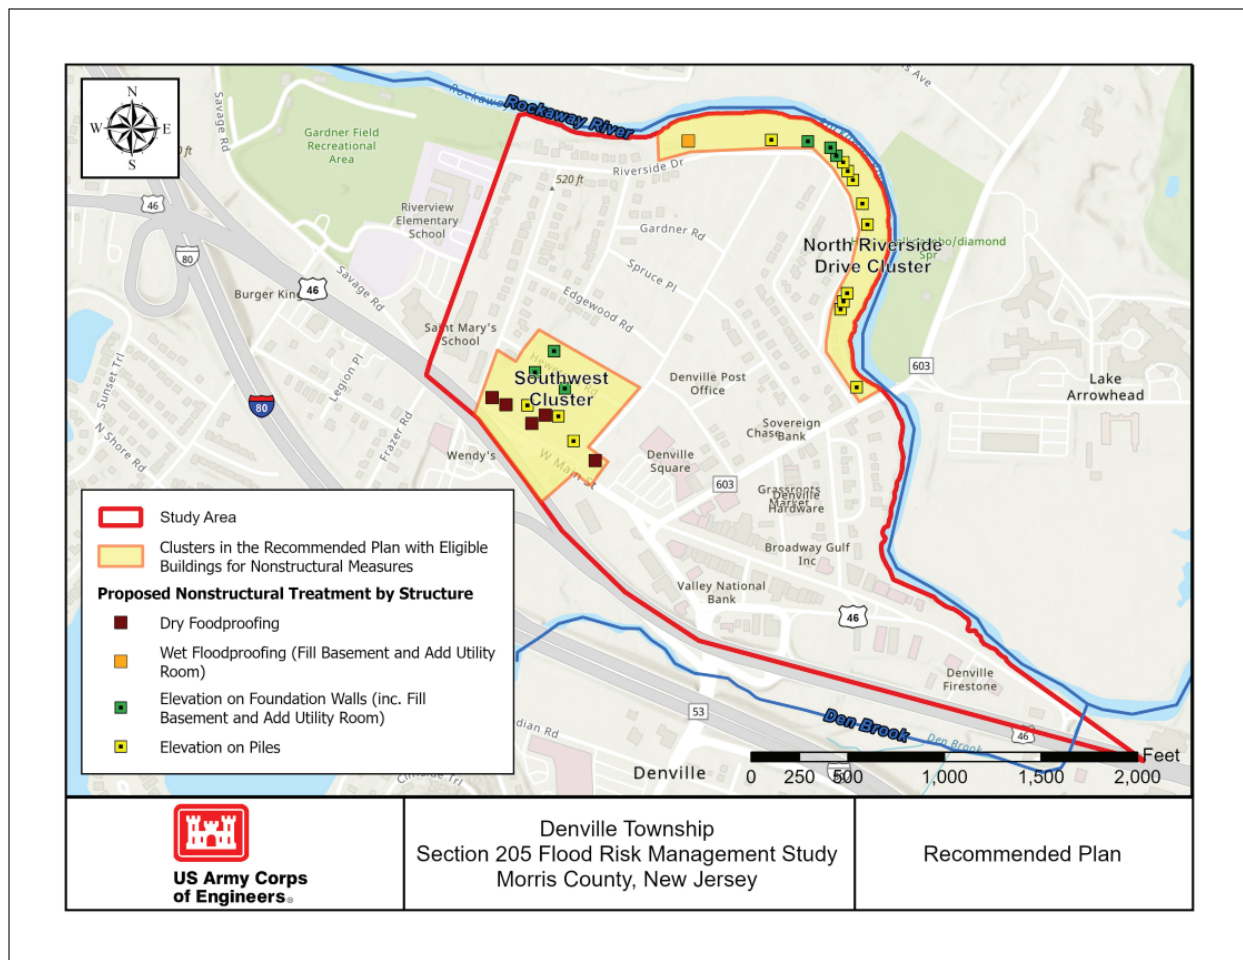 N
W E
S
Savage Rd
Rockaway
Rockaway River
Gardner Field
Recreational
Area
Riverside Dr
520 ft
Riverview
Elementary
School
Gardner Rd
46
80
North Riverside
Drive Cluster
Spruce Pl
Savage Rd
46
Burger King
Edgewood Rd
Saint Mary's
School
603
Sunset Trl
Legion Pl
Southwest
Cluster
Denville Post
Office
Lake
Arrowhead
80
Frazer Rd
N Shore Rd
Sovereign
Bank
Chase
Wendy's
W Main St
Denville
Square
603
Grassroots
Market
Denville
Hardware
Broadway Gulf
Inc
Valley National
Bank
46
Denville
Firestone
53
Den Brook
Den Brook
46
dian Rd
Denville
Study Area
Clusters in the Recommended Plan with Eligible
Buildings for Nonstructural Measures
Proposed Nonstructural Treatment by Structure
Dry Foodproofing
Wet Floodproofing (Fill Basement and Add Utility
Room)
Elevation on Foundation Walls (inc. Fill
Basement and Add Utility Room)
Elevation on Piles
Feet
0 250 500 1,000 1,500 2,000
US Army Corps
of Engineers®
Denville Township
Section 205 Flood Risk Management Study
Morris County, New Jersey
Recommended Plan